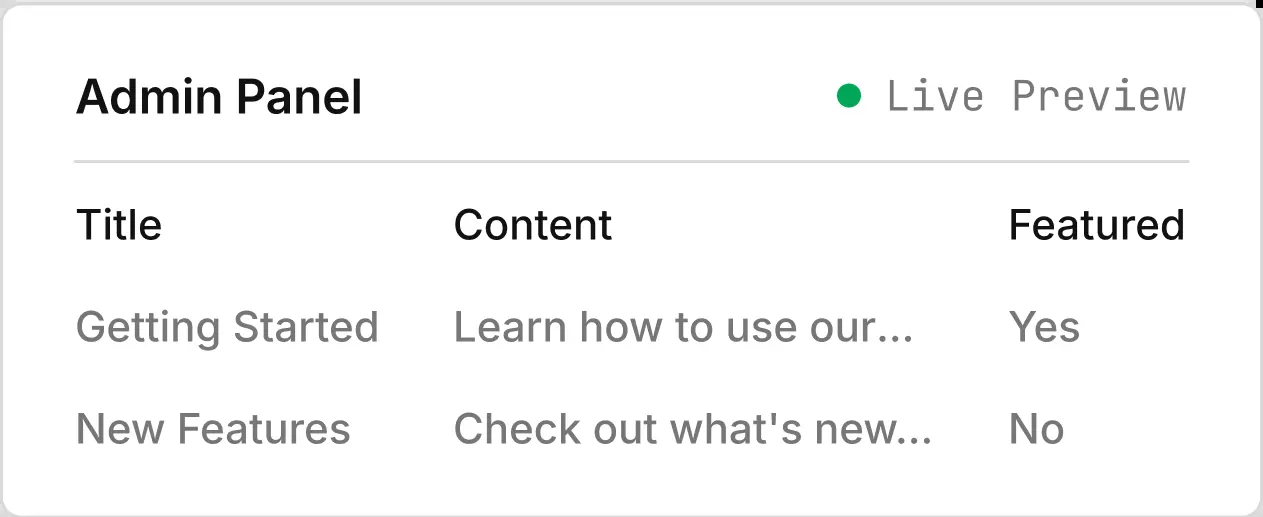 Admin Panel
Live Preview
Title Content Featured
Getting Started Learn how to use our... Yes
New Features Check out what's new... No